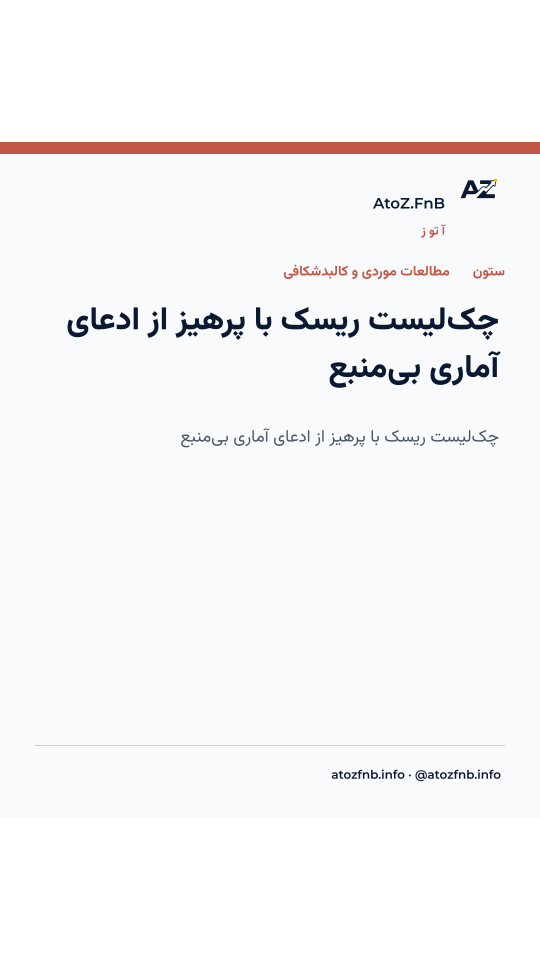 AZ
AtoZ.FnB
آ تو ز
ستون مطالعات موردی و کالبدشکافی
چک‌لیست ریسک با پرهیز از ادعای
آماری بی‌منبع
چک‌لیست ریسک با پرهیز از ادعای آماری بی‌منبع
atozfnb.info · @atozfnb.info